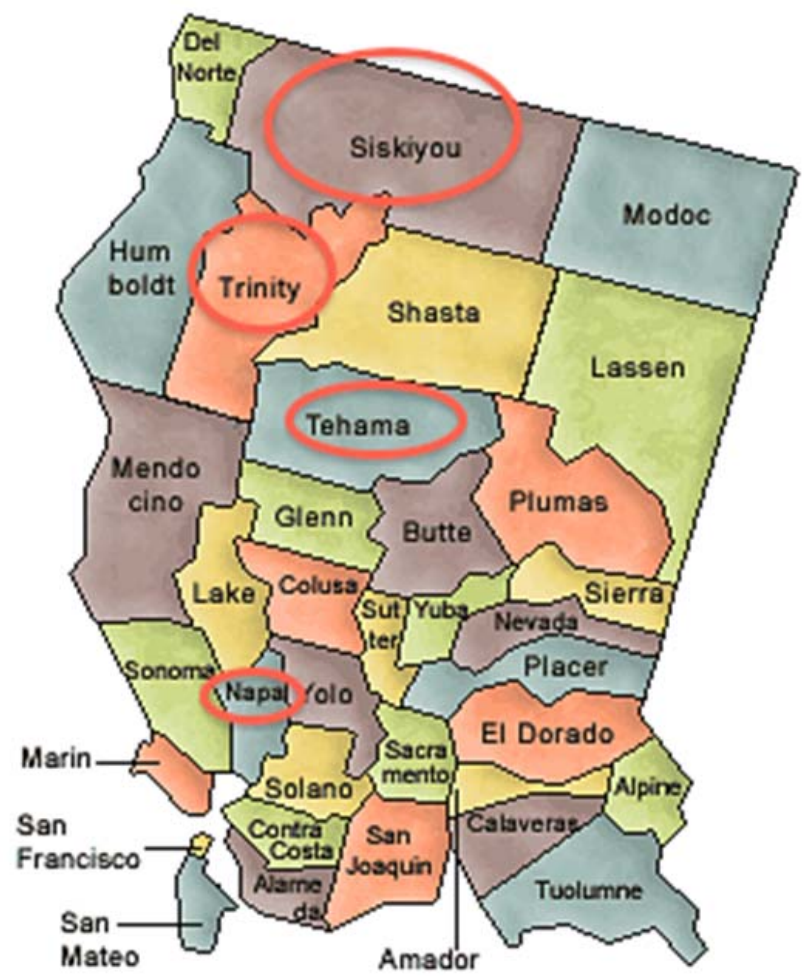 Del
Norte
Siskiyou
Modoc
Hum
boldt
Trinity
Shasta
Lassen
Tehama
Mendo
cino
Glenn
Butte
Plumas
Lake
Colusa
Sut
ter
Yuba
Sierra
Nevada
Sonoma
Napa
Yolo
Placer
Marin
Sacra
mento
El Dorado
Solano
Alpine
San
Francisco
Contra
Costa
San
Joaquin
Calaveras
Alame
da
Tuolumne
San
Mateo
Amador